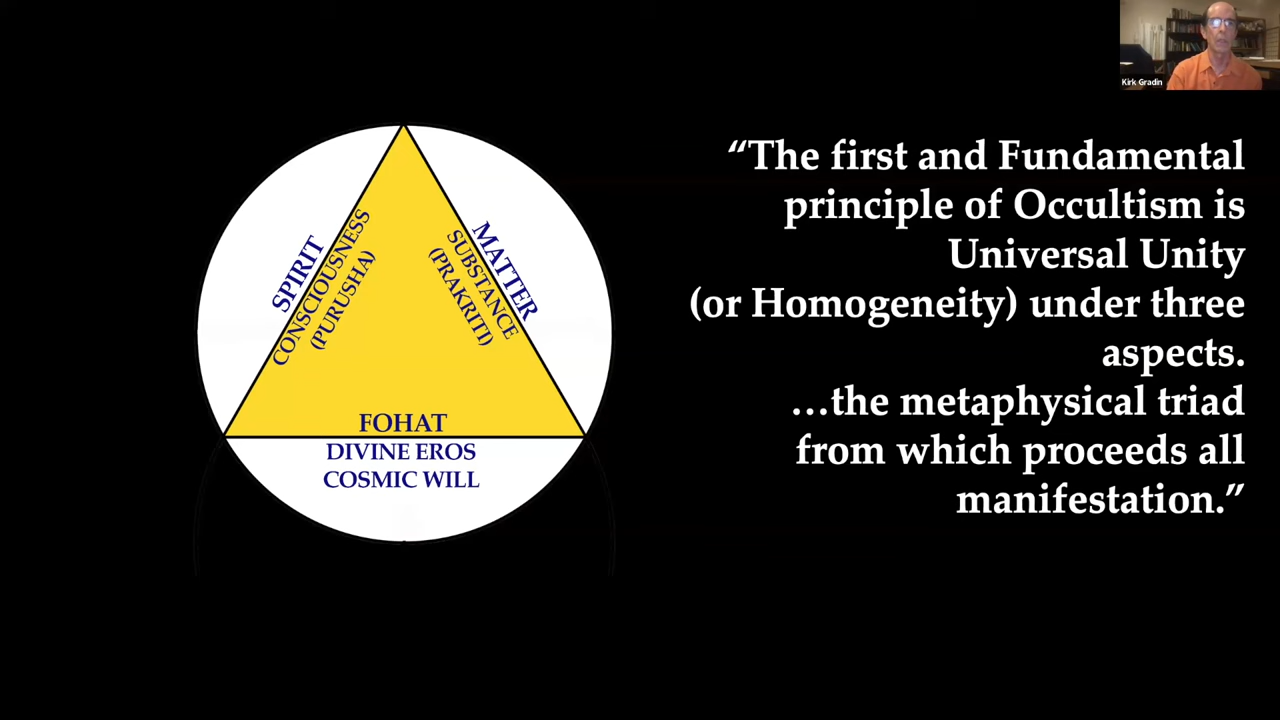 Kirk Gradin
SPIRIT
CONSCIOUSNESS
(PURUSHA)
MATTER
SUBSTANCE
(PRAKRITI)
FOHAT
DIVINE EROS
COSMIC WILL
“The first and Fundamental
principle of Occultism is
Universal Unity
(or Homogeneity) under three
aspects.
…the metaphysical triad
from which proceeds all
manifestation.”